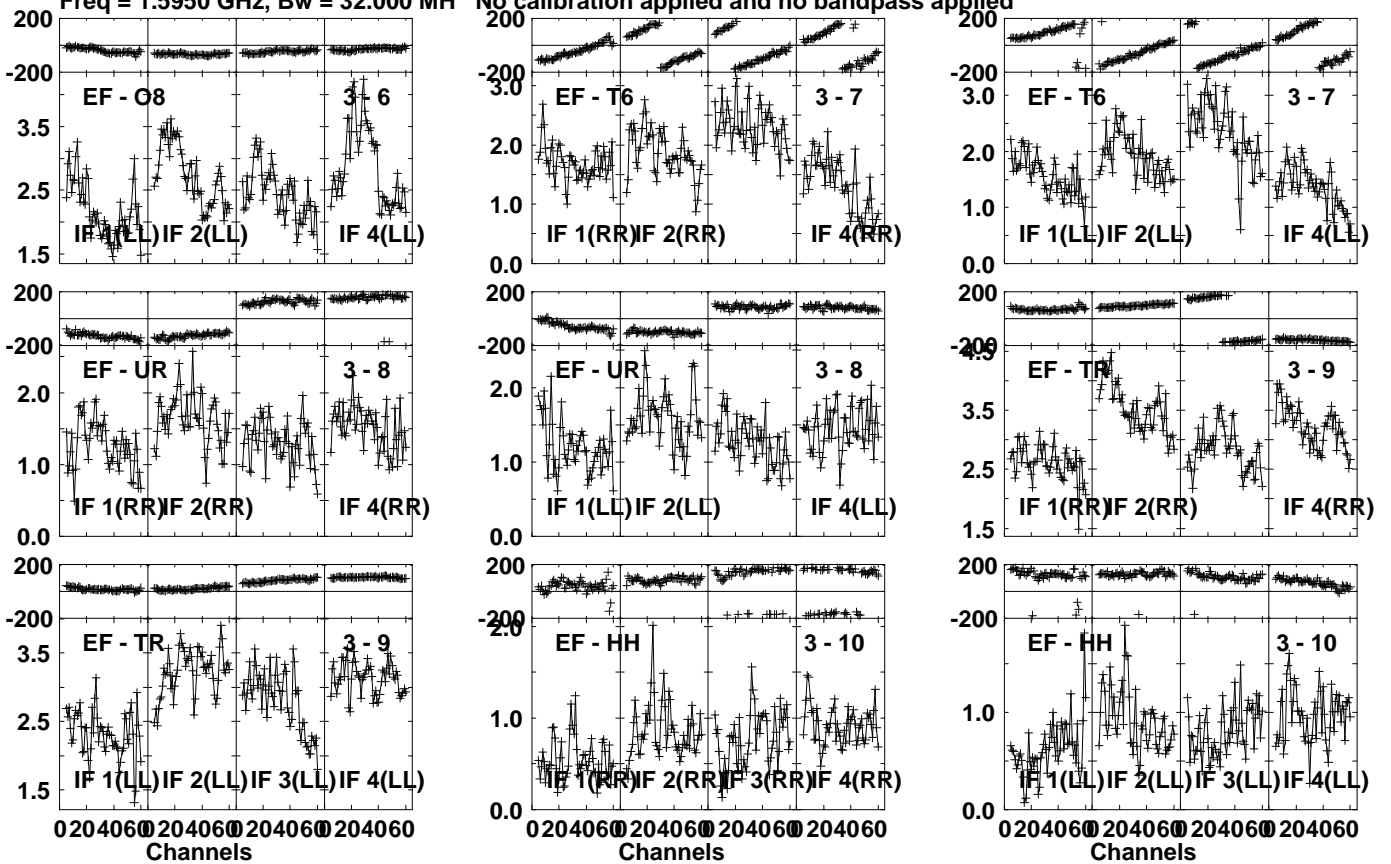 Freq = 1.5950 GHz, Bw = 32.000 MH No calibration applied and no bandpass applied
200
-200
EF - O8 3 - 6
3.5
2.5
1.5
IF 1(LL) IF 2(LL) IF 4(LL)
200
-200
EF - T6 3 - 7
3.0
2.0
1.0
0.0
IF 1(RR) IF 2(RR) IF 4(RR)
200
-200
EF - T6 3 - 7
3.0
2.0
1.0
0.0
IF 1(LL) IF 2(LL) IF 4(LL)
200
-200
EF - UR 3 - 8
2.0
1.0
0.0
IF 1(RR) IF 2(RR) IF 4(RR)
200
-200
EF - UR 3 - 8
2.0
1.0
0.0
IF 1(LL) IF 2(LL) IF 4(LL)
200
-200
4.5
EF - TR 3 - 9
3.5
2.5
1.5
IF 1(RR) IF 2(RR) IF 4(RR)
200
-200
EF - TR 3 - 9
3.5
2.5
1.5
IF 1(LL) IF 2(LL) IF 3(LL) IF 4(LL)
0 20 40 60 0 20 40 60 0 20 40 60 0 20 40 60
Channels
200
-200
2.0
EF - HH 3 - 10
1.0
0.0
IF 1(RR) IF 2(RR) IF 3(RR) IF 4(RR)
0 20 40 60 0 20 40 60 0 20 40 60 0 20 40 60
Channels
200
-200
EF - HH 3 - 10
2.0
1.0
0.0
IF 1(LL) IF 2(LL) IF 3(LL) IF 4(LL)
0 20 40 60 0 20 40 60 0 20 40 60 0 20 40 60
Channels